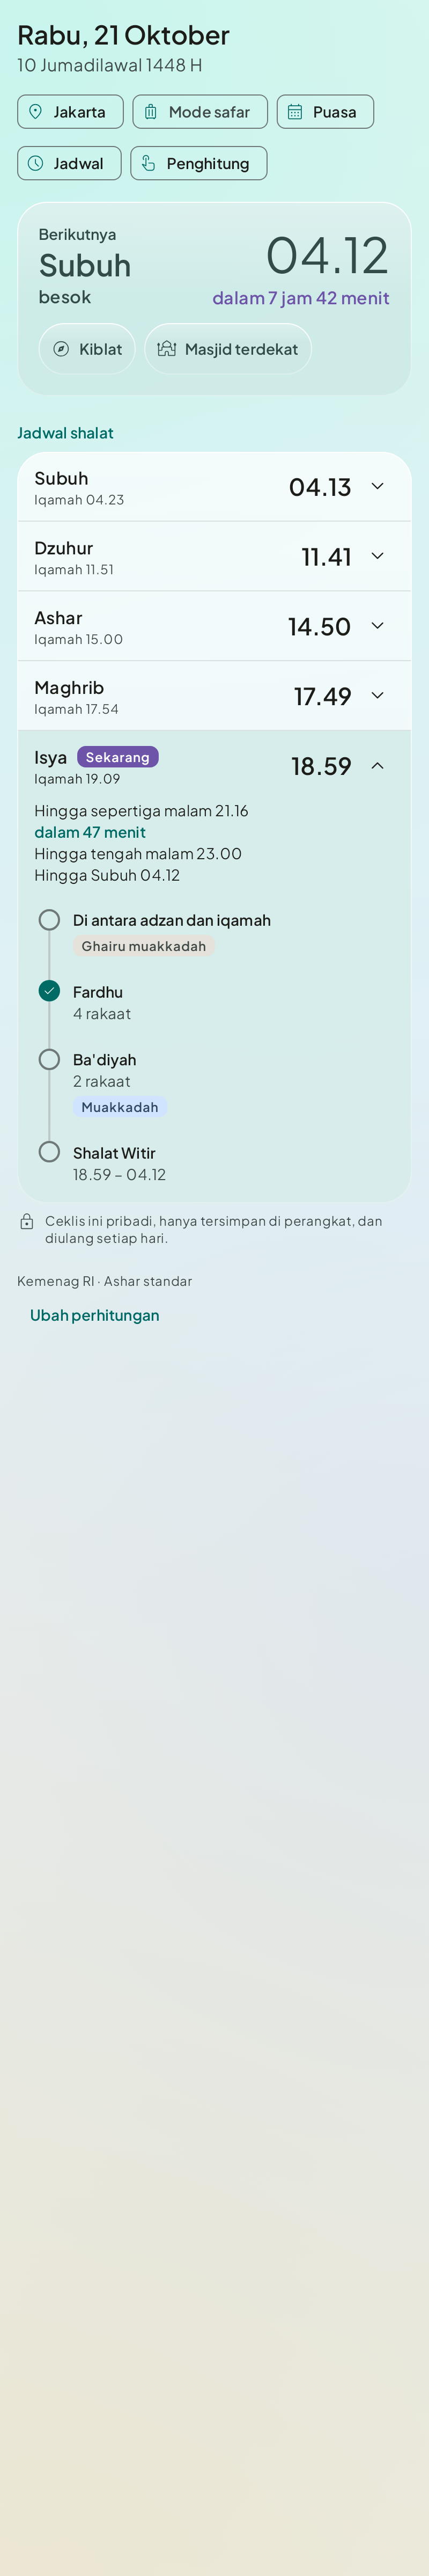 Rabu, 21 Oktober
10 Jumadilawal 1448 H
Jakarta
Mode safar
Puasa
Jadwal
Penghitung
Berikutnya
Subuh
besok
04.12
dalam 7 jam 42 menit
Kiblat
Masjid terdekat
Jadwal shalat
Subuh
Iqamah 04.23
04.13
Dzuhur
Iqamah 11.51
11.41
Ashar
Iqamah 15.00
14.50
Maghrib
Iqamah 17.54
17.49
Isya
Sekarang
Iqamah 19.09
18.59
Hingga sepertiga malam 21.16
dalam 47 menit
Hingga tengah malam 23.00
Hingga Subuh 04.12
Di antara adzan dan iqamah
Ghairu muakkadah
Fardhu
4 rakaat
Ba'diyah
2 rakaat
Muakkadah
Shalat Witir
18.59 – 04.12
Ceklis ini pribadi, hanya tersimpan di perangkat, dan
diulang setiap hari.
Kemenag RI · Ashar standar
Ubah perhitungan